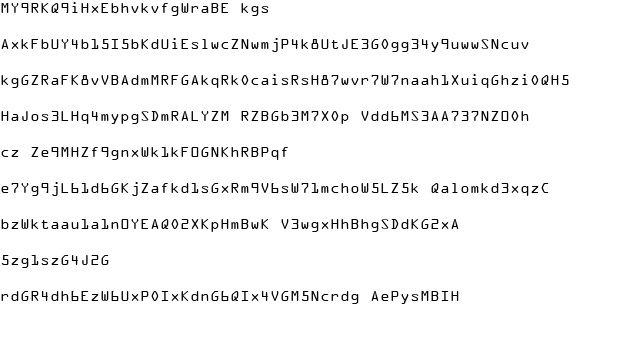 MY9RKQ9iHxEbhvkvfgWraBE kgs
AxkFbUY4b15I5bKdUiEslwcZNwmjP4k8UtJE3G0gg34y9uwwSNcuv
kgGZRaFK8vVBAdmMRFGAkqRk0caisRsH87wvr7W7naah1XuiqGhzi0QH5
HaJos3LHq4mypgSDmRALYZM RZBGb3M7X0p Vdd6MS3AA737NZO0h
cz Ze9MHZf9gnxWk1kFOGNKhRBPqf
e7Yg9jL61d6GKjZafkd1sGxRm9V6sW71mchoW5LZ5k Qalomkd3xqzC
bzWktaau1a1nOYEAQ02XKpHmBwK V3wgxHhBhgSDdKG2xA
5zg1szG4J2G
rdGR4dh6EzW6UxP0IxKdnG6QIx4VGM5Ncrdg AePysMBIH